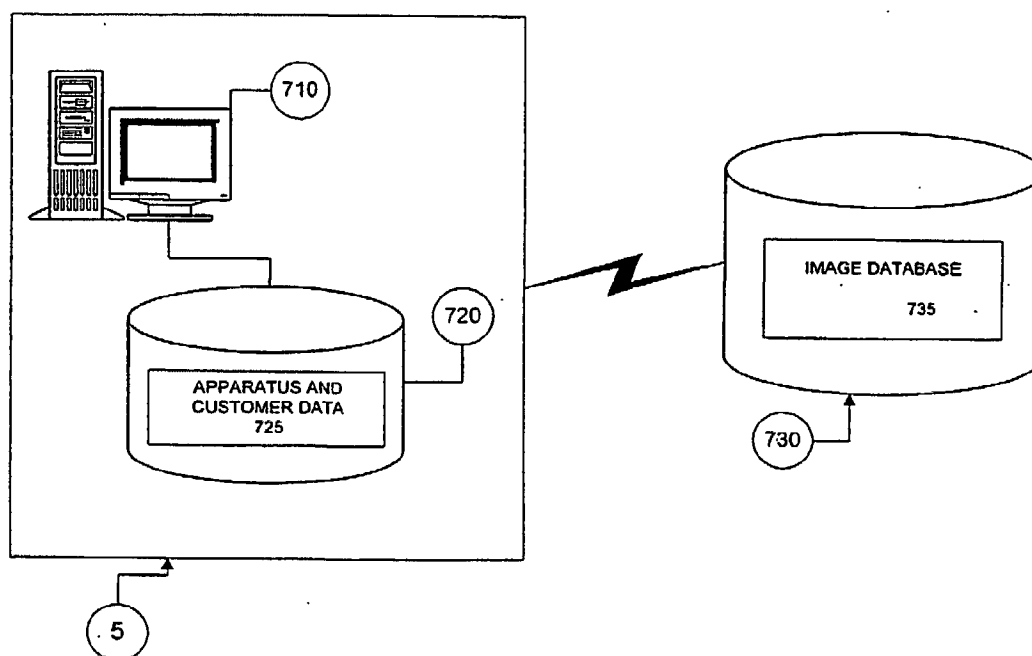 710
720
APPARATUS AND
CUSTOMER DATA
725
IMAGE DATABASE
735
730
5